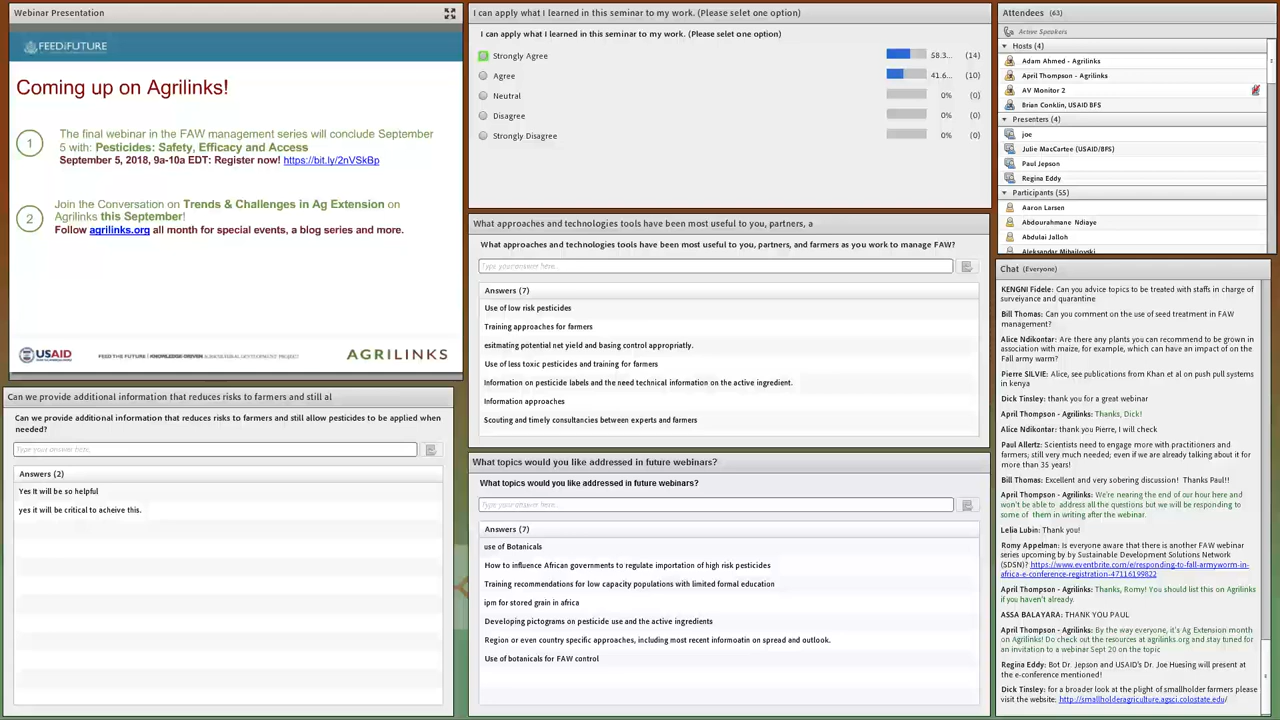 Webinar Presentation
FEEDIFUTURE
Coming up on Agrilinks!
1
The final webinar in the FAW management series will conclude September
5 with: Pesticides: Safety, Efficacy and Access
September 5, 2018, 9a-10a EDT: Register now! https://bit.ly/2nVSkBp
2
Join the Conversation on Trends & Challenges in Ag Extension on
Agrilinks this September!
Follow agrilinks.org all month for special events, a blog series and more.
USAID
FEED THE FUTURE
AGRILINKS
Can we provide additional information that reduces risks to farmers and still al
Can we provide additional information that reduces risks to farmers and still allow pesticides to be applied when
needed?
Type your answer here..
Answers (2)
Yes It will be so helpful
yes it will be critical to acheive this.
I can apply what I learned in this seminar to my work. (Please selet one option)
I can apply what I learned in this seminar to my work. (Please selet one option)
Strongly Agree 58.3... (14)
Agree 41.6... (10)
Neutral 0% (0)
Disagree 0% (0)
Strongly Disagree 0% (0)
What approaches and technologies tools have been most useful to you, partners, a
What approaches and technologies tools have been most useful to you, partners, and farmers as you work to manage FAW?
Type your answer here..
Answers (7)
Use of low risk pesticides
Training approaches for farmers
esitmating potential net yield and basing control appropriately.
Use of less toxic pesticides and training for farmers
Information on pesticide labels and the need technical information on the active ingredient.
Information approaches
Scouting and timely consultancies between experts and farmers
What topics would you like addressed in future webinars?
What topics would you like addressed in future webinars?
Type your answer here..
Answers (7)
use of Botanicals
How to influence African governments to regulate importation of high risk pesticides
Training recommendations for low capacity populations with limited formal education
ipm for stored grain in africa
Developing pictograms on pesticide use and the active ingredients
Region or even country specific approaches, including most recent informoatin on spread and outlook.
Use of botanicals for FAW control
Attendees (63)
Active Speakers
Hosts (4)
Adam Ahmed - Agrilinks
April Thompson - Agrilinks
AV Monitor 2
Brian Conklin, USAID BFS
Presenters (4)
joe
Julie MacCartee (USAID/BFS)
Paul Jepson
Regina Eddy
Participants (55)
Aaron Larsen
Abdourahmane Ndiaye
Abdulai Jalloh
Aleksandar Mihajlovski
Chat (Everyone)
KENGNI Fidele: Can you advice topics to be treated with staffs in charge of
surveiyance and quarantine
Bill Thomas: Can you comment on the use of seed treatment in FAW
management?
Alice Ndikontar: Are there any plants you can recommend to be grown in
association with maize, for example, which can have an impact of on the
Fall army warm?
Pierre SILVIE: Alice, see publications from Khan et al on push pull systems
in kenya
Dick Tinsley: thank you for a great webinar
April Thompson - Agrilinks: Thanks, Dick!
Alice Ndikontar: thank you Pierre, I will check
Paul Allertz: Scientists need to engage more with practitioners and
farmers; still very much needed; even if we are already talking about it for
more than 35 years!
Bill Thomas: Excellent and very sobering discussion! Thanks Paul!!
April Thompson - Agrilinks: We're nearing the end of our hour here and
won't be able to address all the questions but we will be responding to
some of them in writing after the webinar.
Lelia Lubin: Thank you!
Romy Appelman: Is everyone aware that there is another FAW webinar
series upcoming by by Sustainable Development Solutions Network
(SDSN)? https://www.eventbrite.com/e/responding-to-fall-armyworm-in-
africa-e-conference-registration-47116199822
April Thompson - Agrilinks: Thanks, Romy! You should list this on Agrilinks
if you haven't already.
ASSA BALAYARA: THANK YOU PAUL
April Thompson - Agrilinks: By the way everyone, it's Ag Extension month
on Agrilinks! Do check out the resources at agrilinks.org and stay tuned for
an invitation to a webinar Sept 20 on the topic
Regina Eddy: Bot Dr. Jepson and USAID's Dr. Joe Huesing will present at
the e-conference mentioned!
Dick Tinsley: for a broader look at the plight of smallholder farmers please
visit the website: http://smallholderagriculture.agsci.colostate.edu/